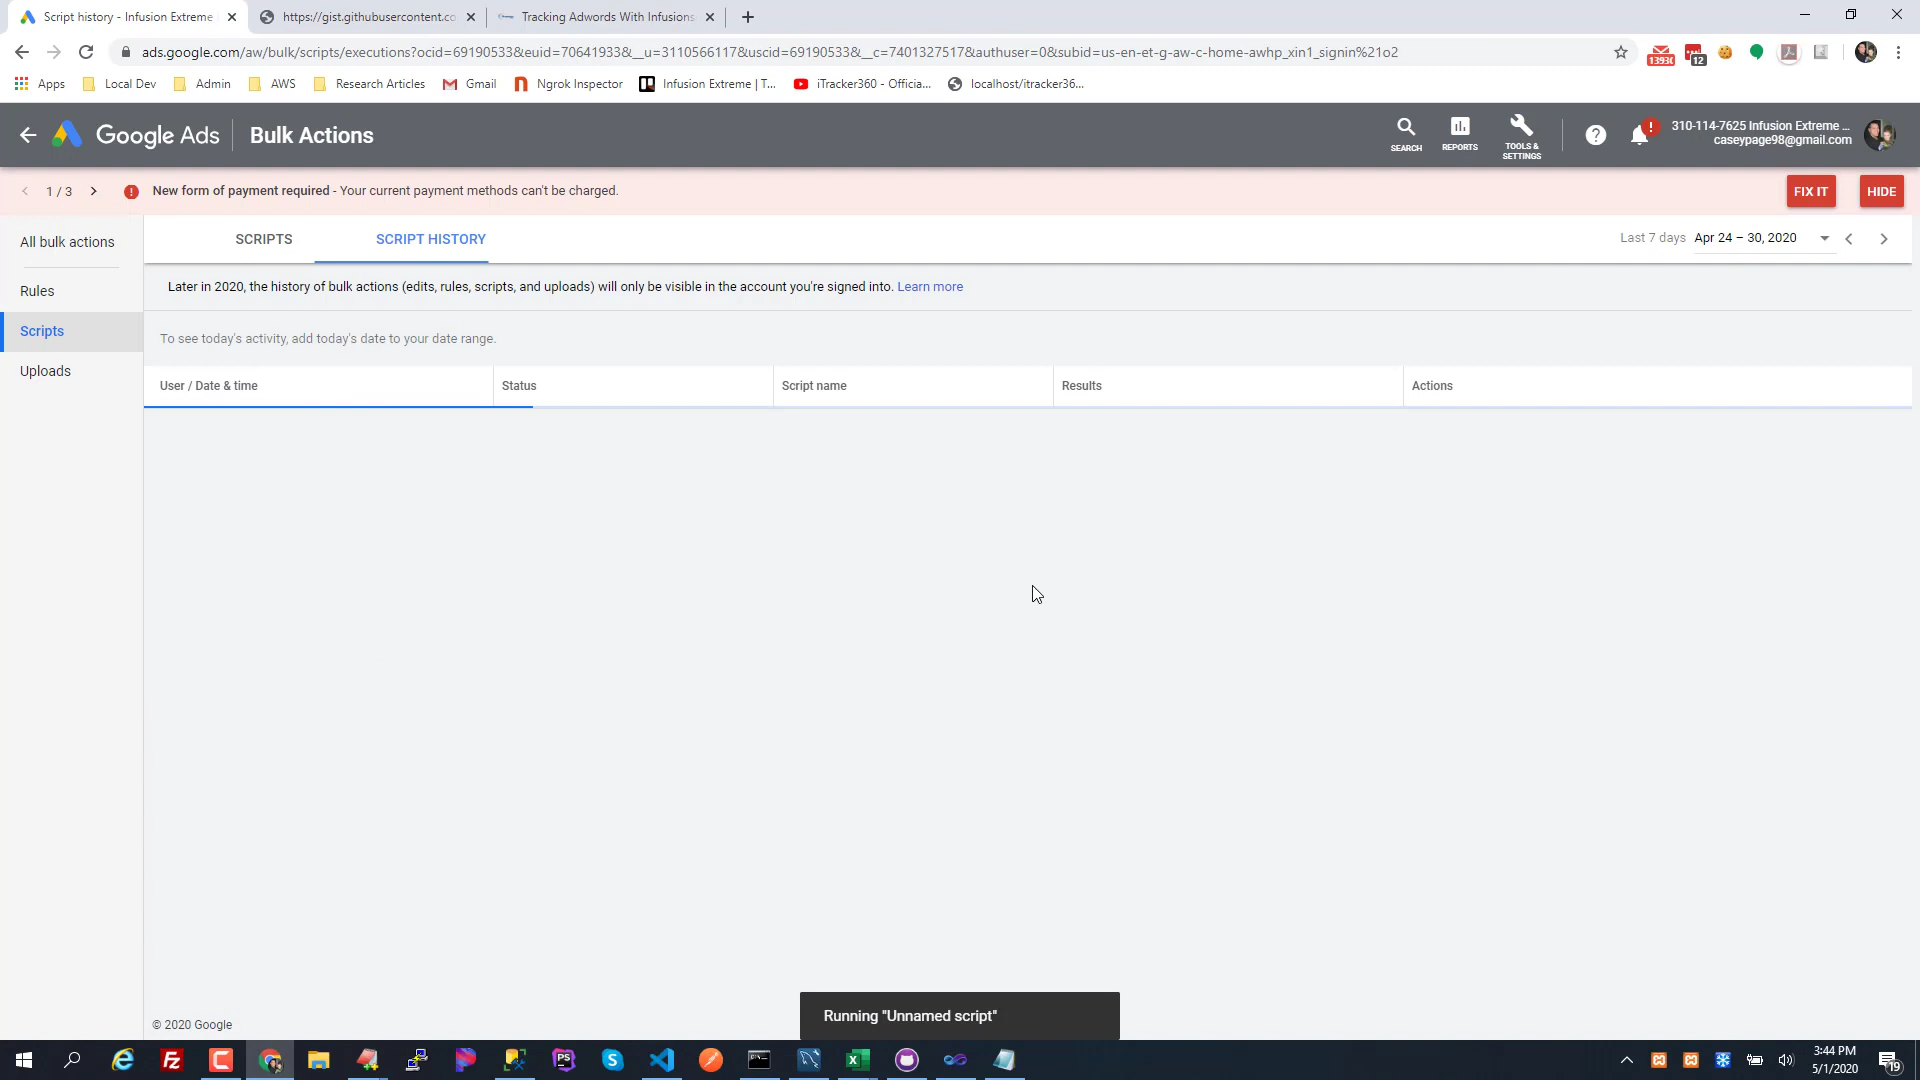 Script history - Infusion Extreme
https://gist.githubusercontent.co
Tracking Adwords With Infusions
ads.google.com/aw/bulk/scripts/executions?ocid=69190533&euid=70641933&__u=3110566117&uscid=69190533&__c=7401327517&authuser=0&subid=us-en-et-g-aw-c-home-awhp_xin1_signin%21o2
1393(
12
Apps
Local Dev
Admin
AWS
Research Articles
Gmail
Ngrok Inspector
Infusion Extreme | T...
iTracker360 - Officia...
localhost/itracker36...
Google Ads
Bulk Actions
SEARCH
REPORTS
TOOLS &
SETTINGS
310-114-7625 Infusion Extreme ...
caseypage98@gmail.com
1 / 3
New form of payment required - Your current payment methods can't be charged.
FIX IT
HIDE
All bulk actions
Rules
Scripts
Uploads
SCRIPTS
SCRIPT HISTORY
Last 7 days
Apr 24 – 30, 2020
Later in 2020, the history of bulk actions (edits, rules, scripts, and uploads) will only be visible in the account you're signed into. Learn more
To see today's activity, add today's date to your date range.
User / Date & time
Status
Script name
Results
Actions
© 2020 Google
Running "Unnamed script"
3:44 PM
5/1/2020
19